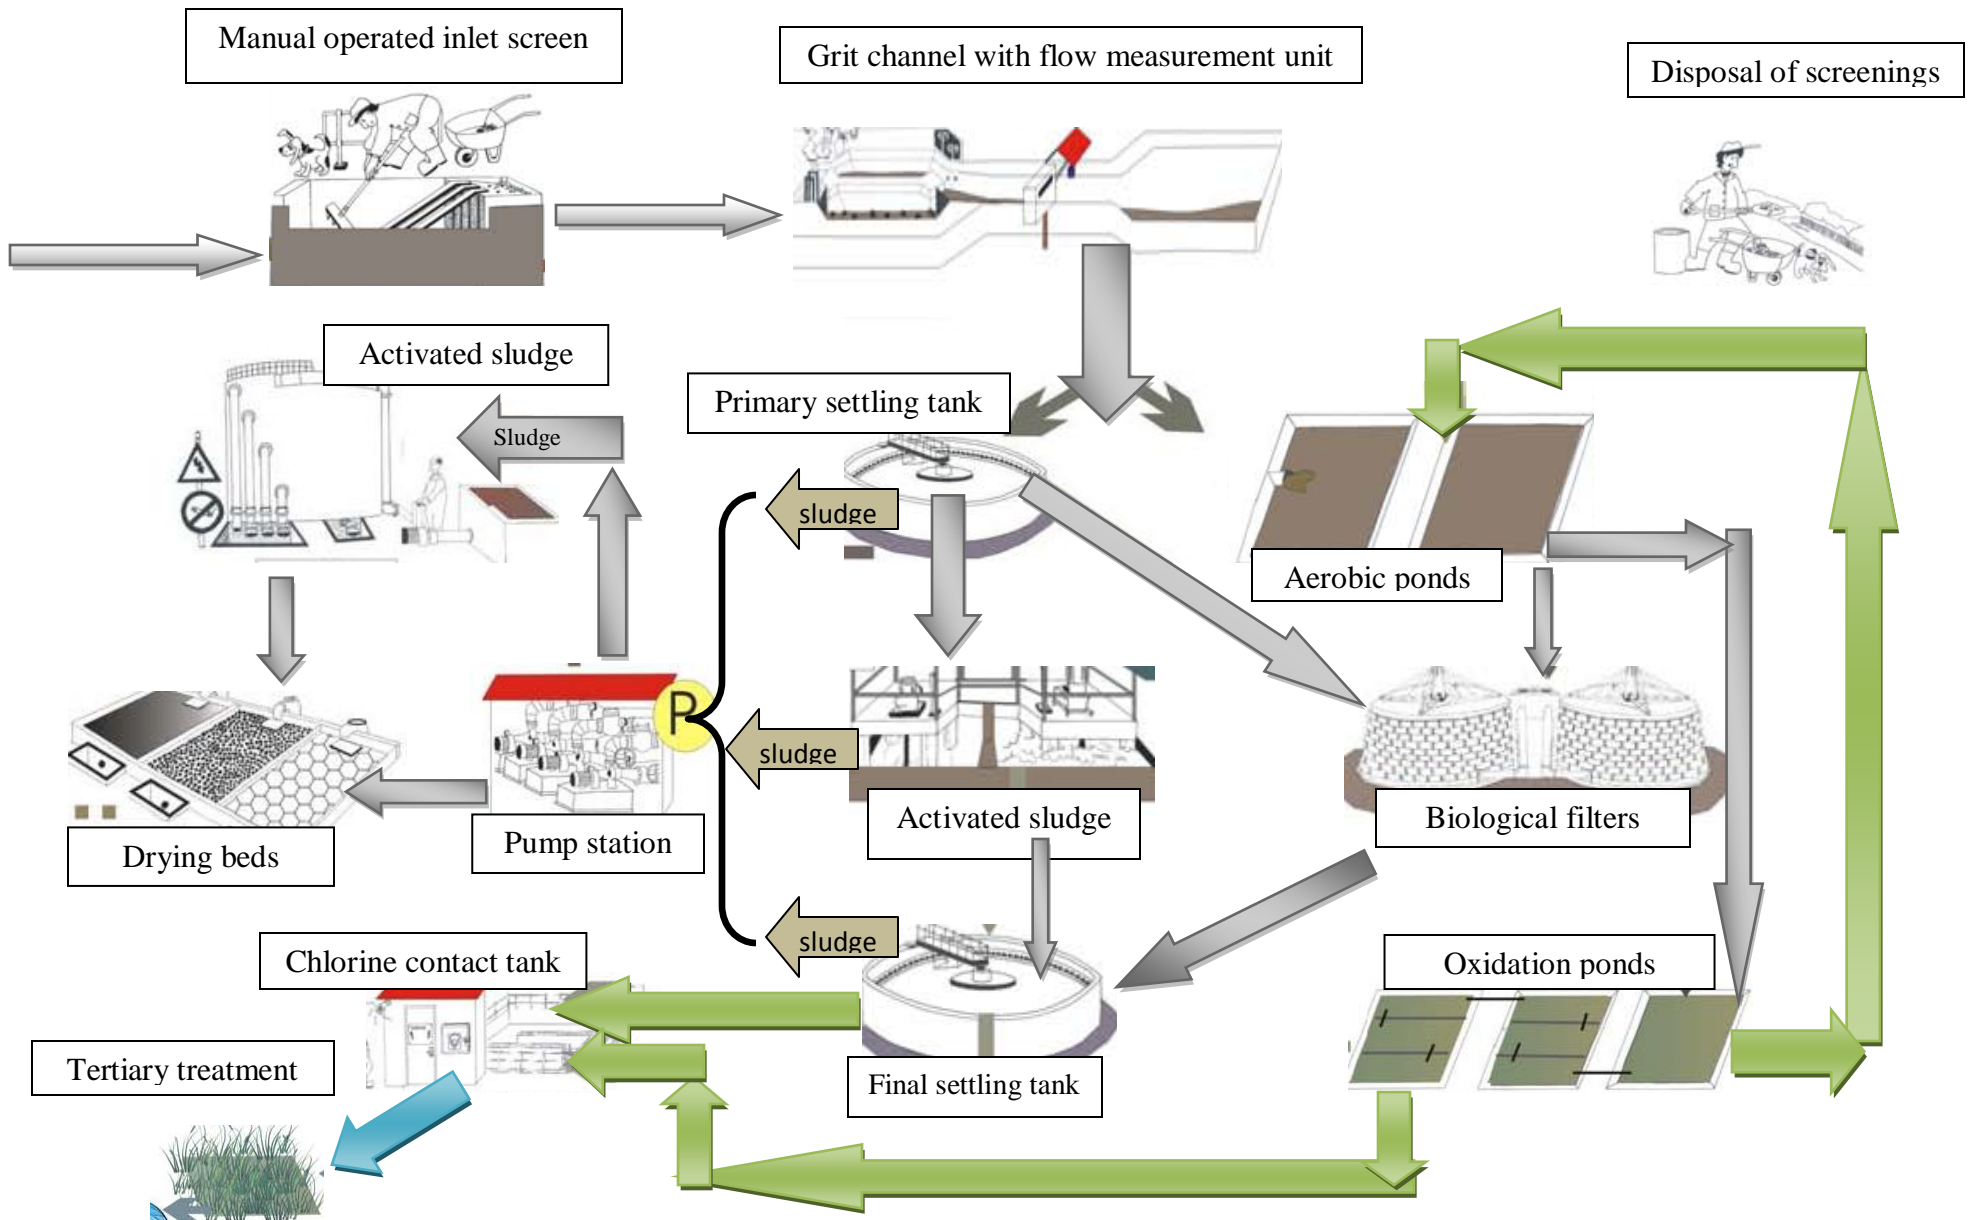 Manual operated inlet screen
Grit channel with flow measurement unit
Disposal of screenings
Activated sludge
Primary settling tank
Sludge
sludge
Aerobic ponds
P
sludge
Activated sludge
Biological filters
Pump station
Drying beds
sludge
Chlorine contact tank
Oxidation ponds
Tertiary treatment
Final settling tank